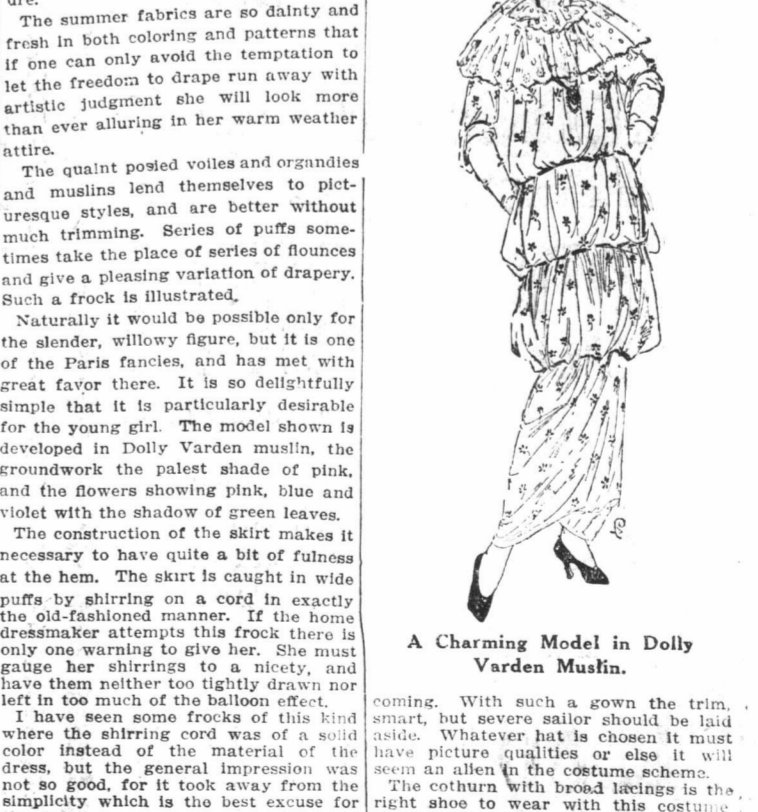 ure.
The summer fabrics are so dainty and
fresh in both coloring and patterns that
if one can only avoid the temptation to
let the freedom to drape run away with
artistic judgment she will look more
than ever alluring in her warm weather
attire.
The quaint posied voiles and organdies
and muslins lend themselves to pict-
uresque styles, and are better without
much trimming. Series of puffs some-
times take the place of series of flounces
and give a pleasing variation of drapery.
Such a frock is illustrated.
Naturally it would be possible only for
the slender, willowy figure, but it is one
of the Paris fancies, and has met with
great favor there. It is so delightfully
simple that it is particularly desirable
for the young girl. The model shown is
developed in Dolly Varden muslin, the
groundwork the palest shade of pink,
and the flowers showing pink, blue and
violet with the shadow of green leaves.
The construction of the skirt makes it
necessary to have quite a bit of fulness
at the hem. The skirt is caught in wide
puffs by shirring on a cord in exactly
the old-fashioned manner. If the home
dressmaker attempts this frock there is
only one warning to give her. She must
gauge her shirrings to a nicety, and
have them neither too tightly drawn nor
left in too much of the balloon effect.
I have seen some frocks of this kind
where the shirring cord was of a solid
color instead of the material of the
dress, but the general impression was
not so good, for it took away from the
simplicity which is the best excuse for
A Charming Model in Dolly
Varden Muslin.
coming. With such a gown the trim,
smart, but severe sailor should be laid
aside. Whatever hat is chosen it must
have picture qualities or else it will
seem an alien in the costume scheme.
The cothurn with broad lacings is the
right shoe to wear with this costume